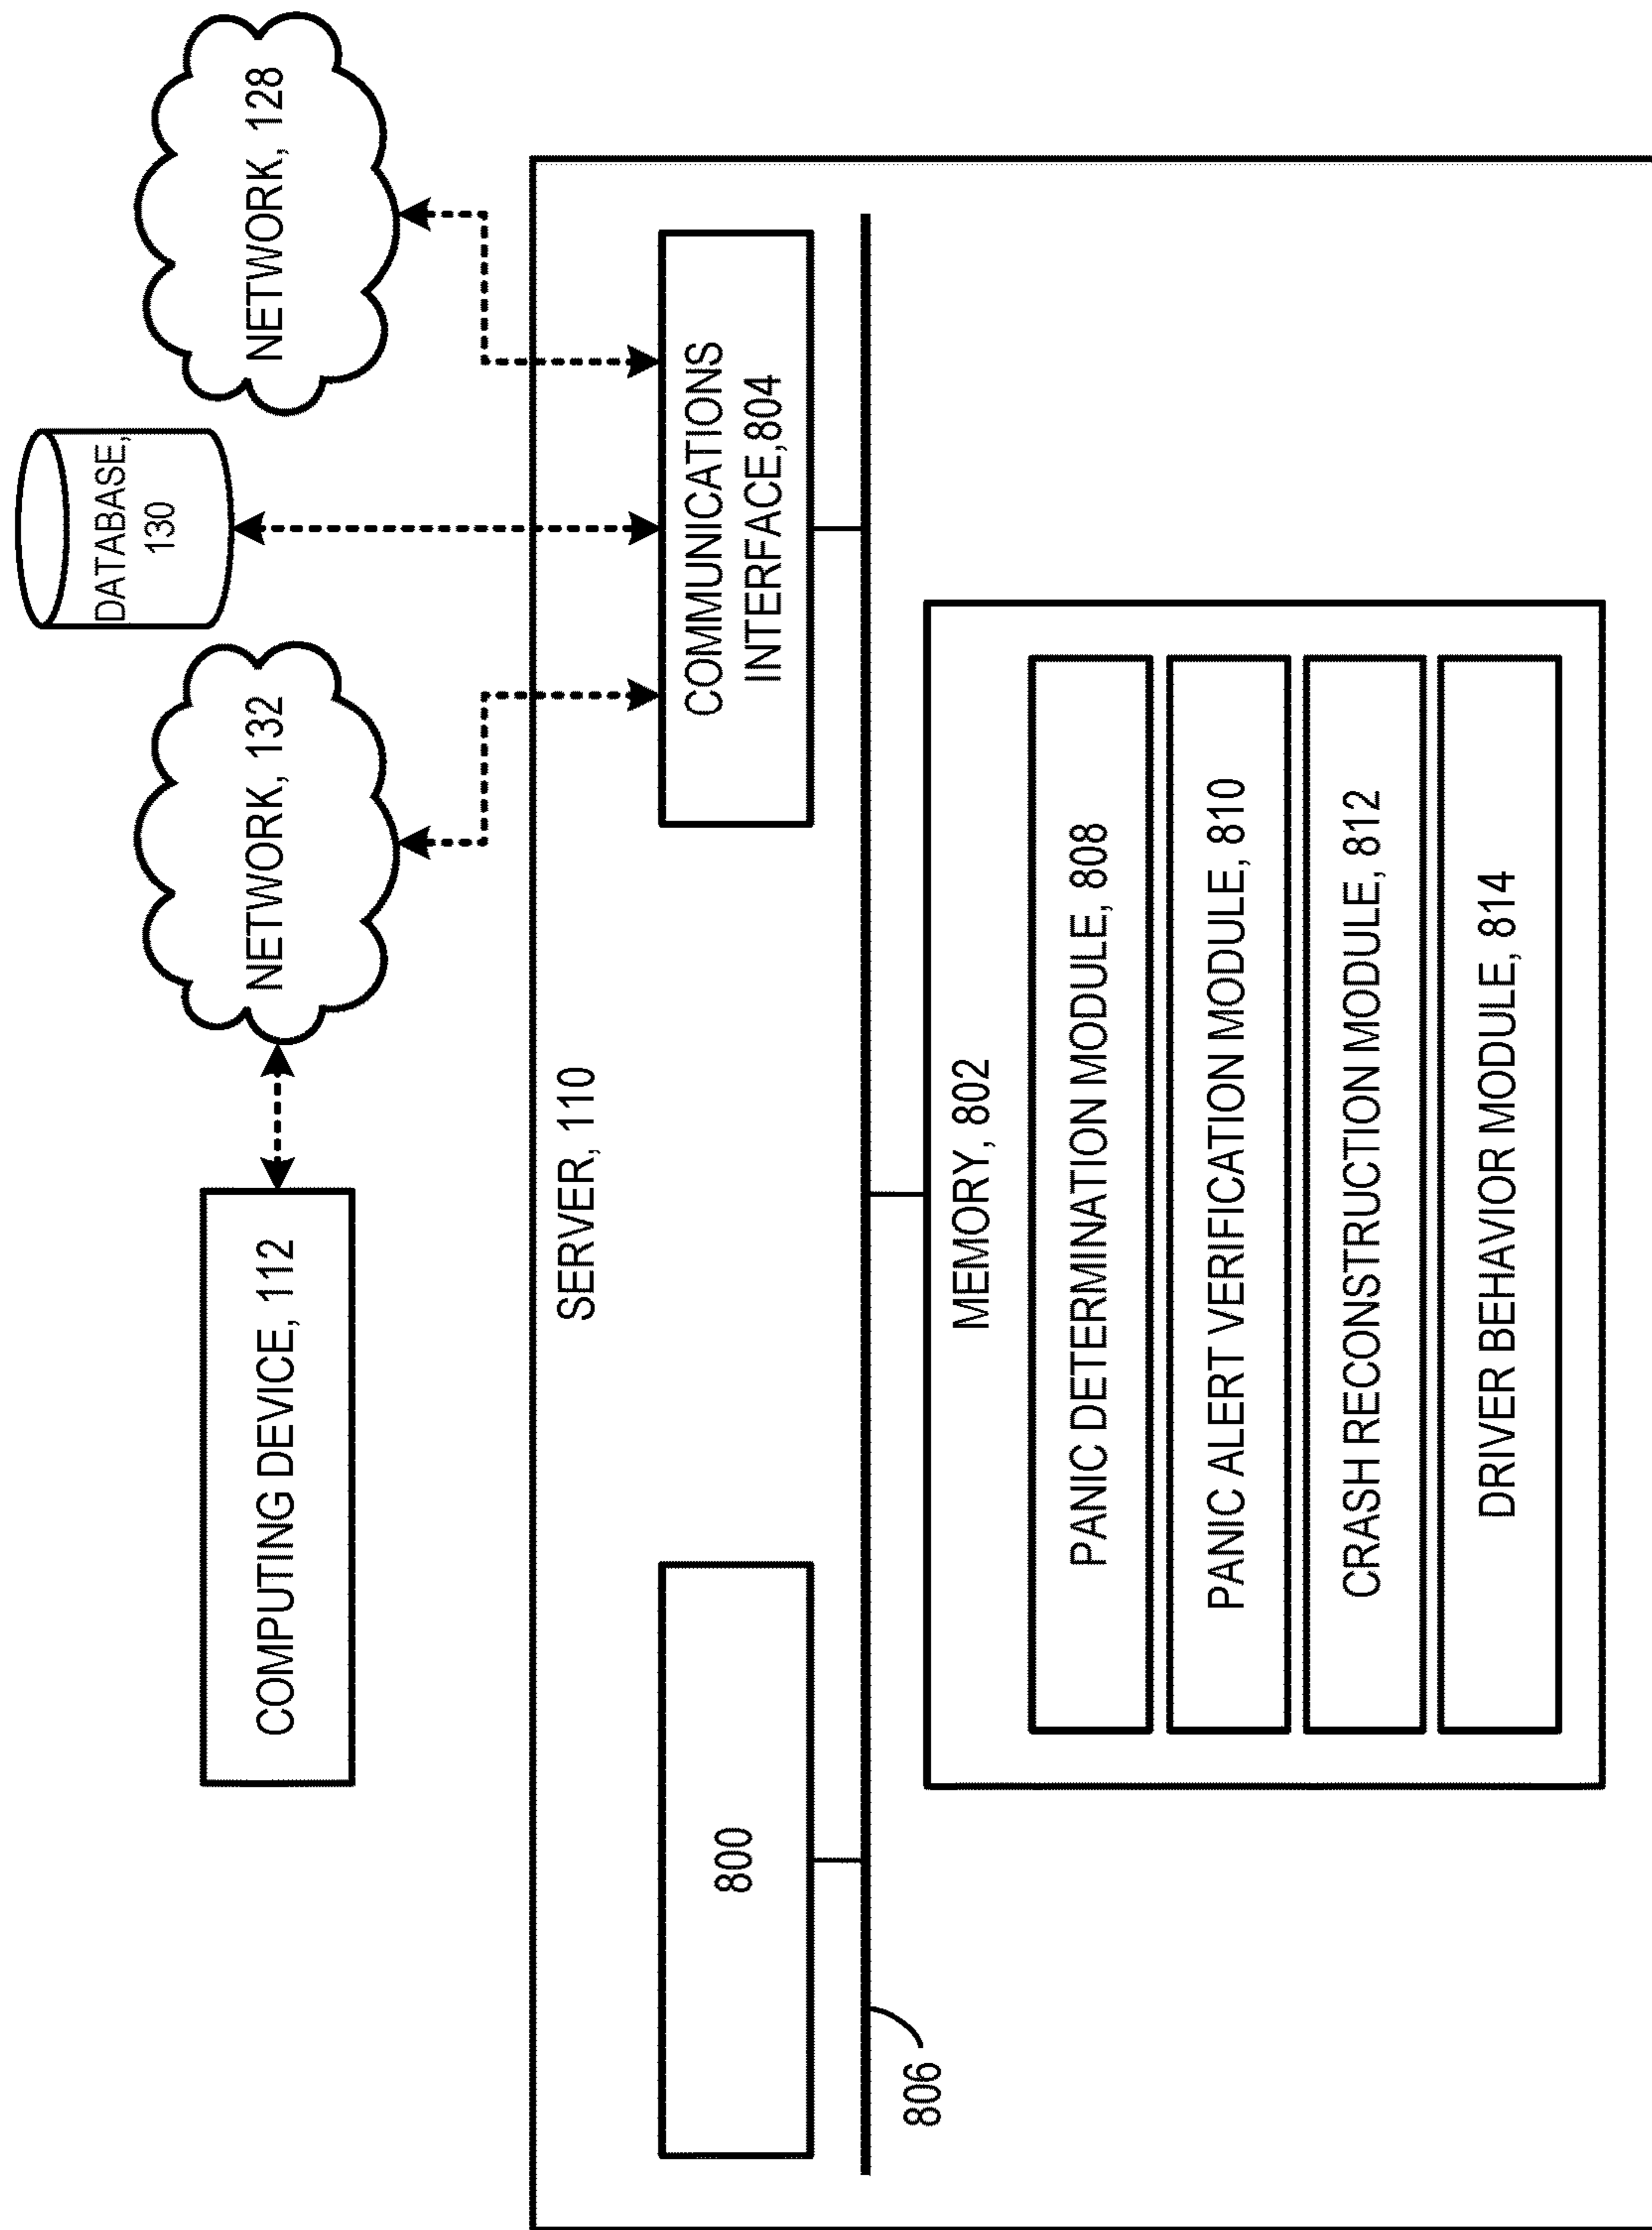 COMPUTING DEVICE, 112
NETWORK, 132
DATABASE,
130
NETWORK, 128
SERVER, 110
800
COMMUNICATIONS
INTERFACE,804
806
MEMORY, 802
PANIC DETERMINATION MODULE, 808
PANIC ALERT VERIFICATION MODULE, 810
CRASH RECONSTRUCTION MODULE, 812
DRIVER BEHAVIOR MODULE, 814